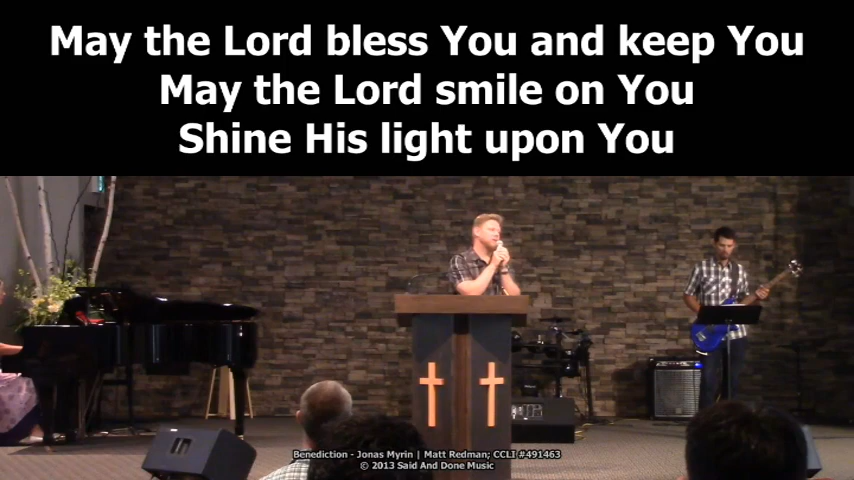 May the Lord bless You and keep You
May the Lord smile on You
Shine His light upon You
Benediction - Jonas Myrin | Matt Redman; CCLI #491463
© 2013 Said And Done Music